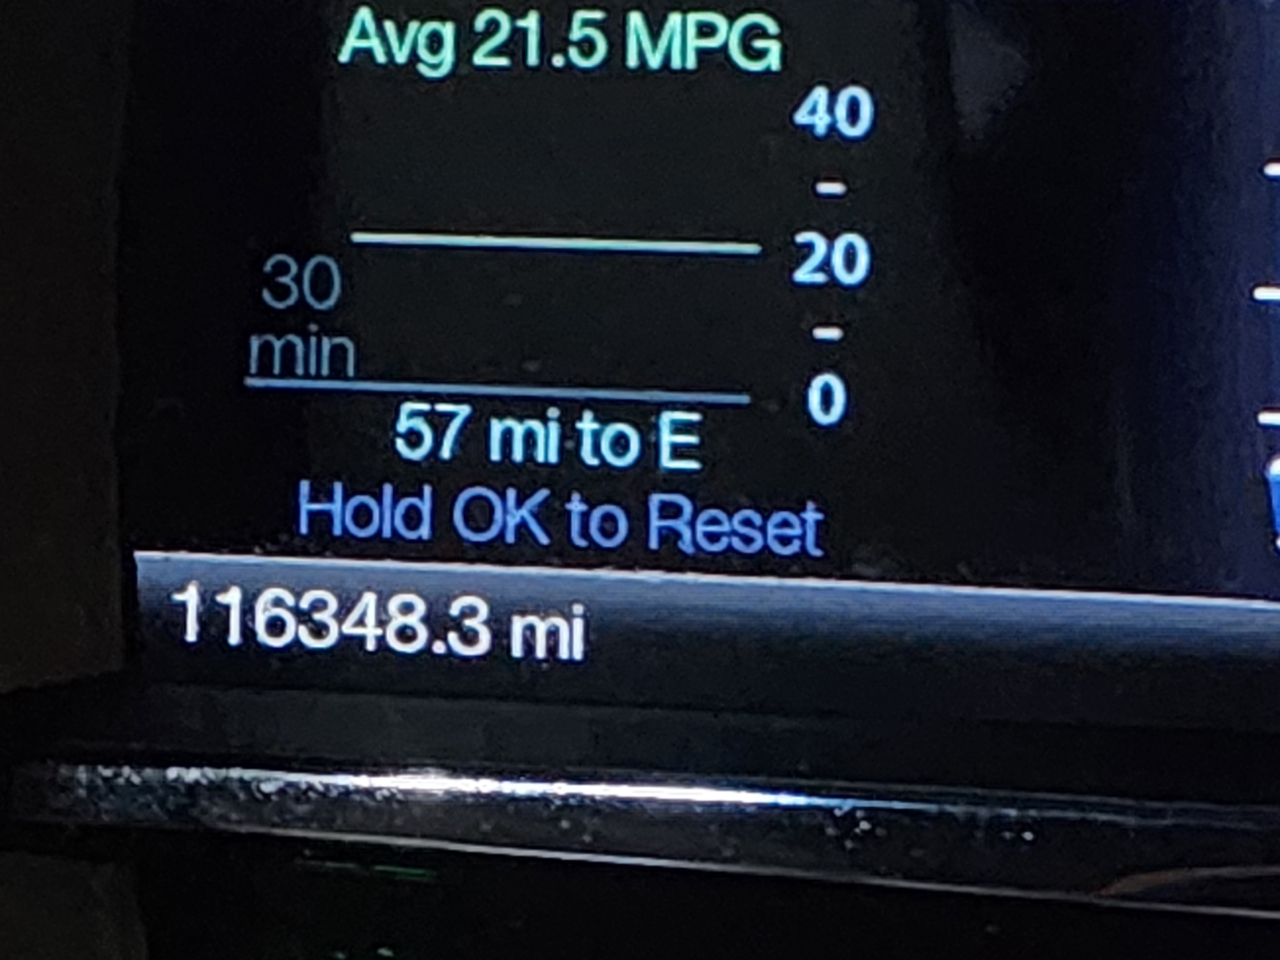 Avg 21.5 MPG
40
-
20
30
min
-
0
57 mi to E
Hold OK to Reset
116348.3 mi